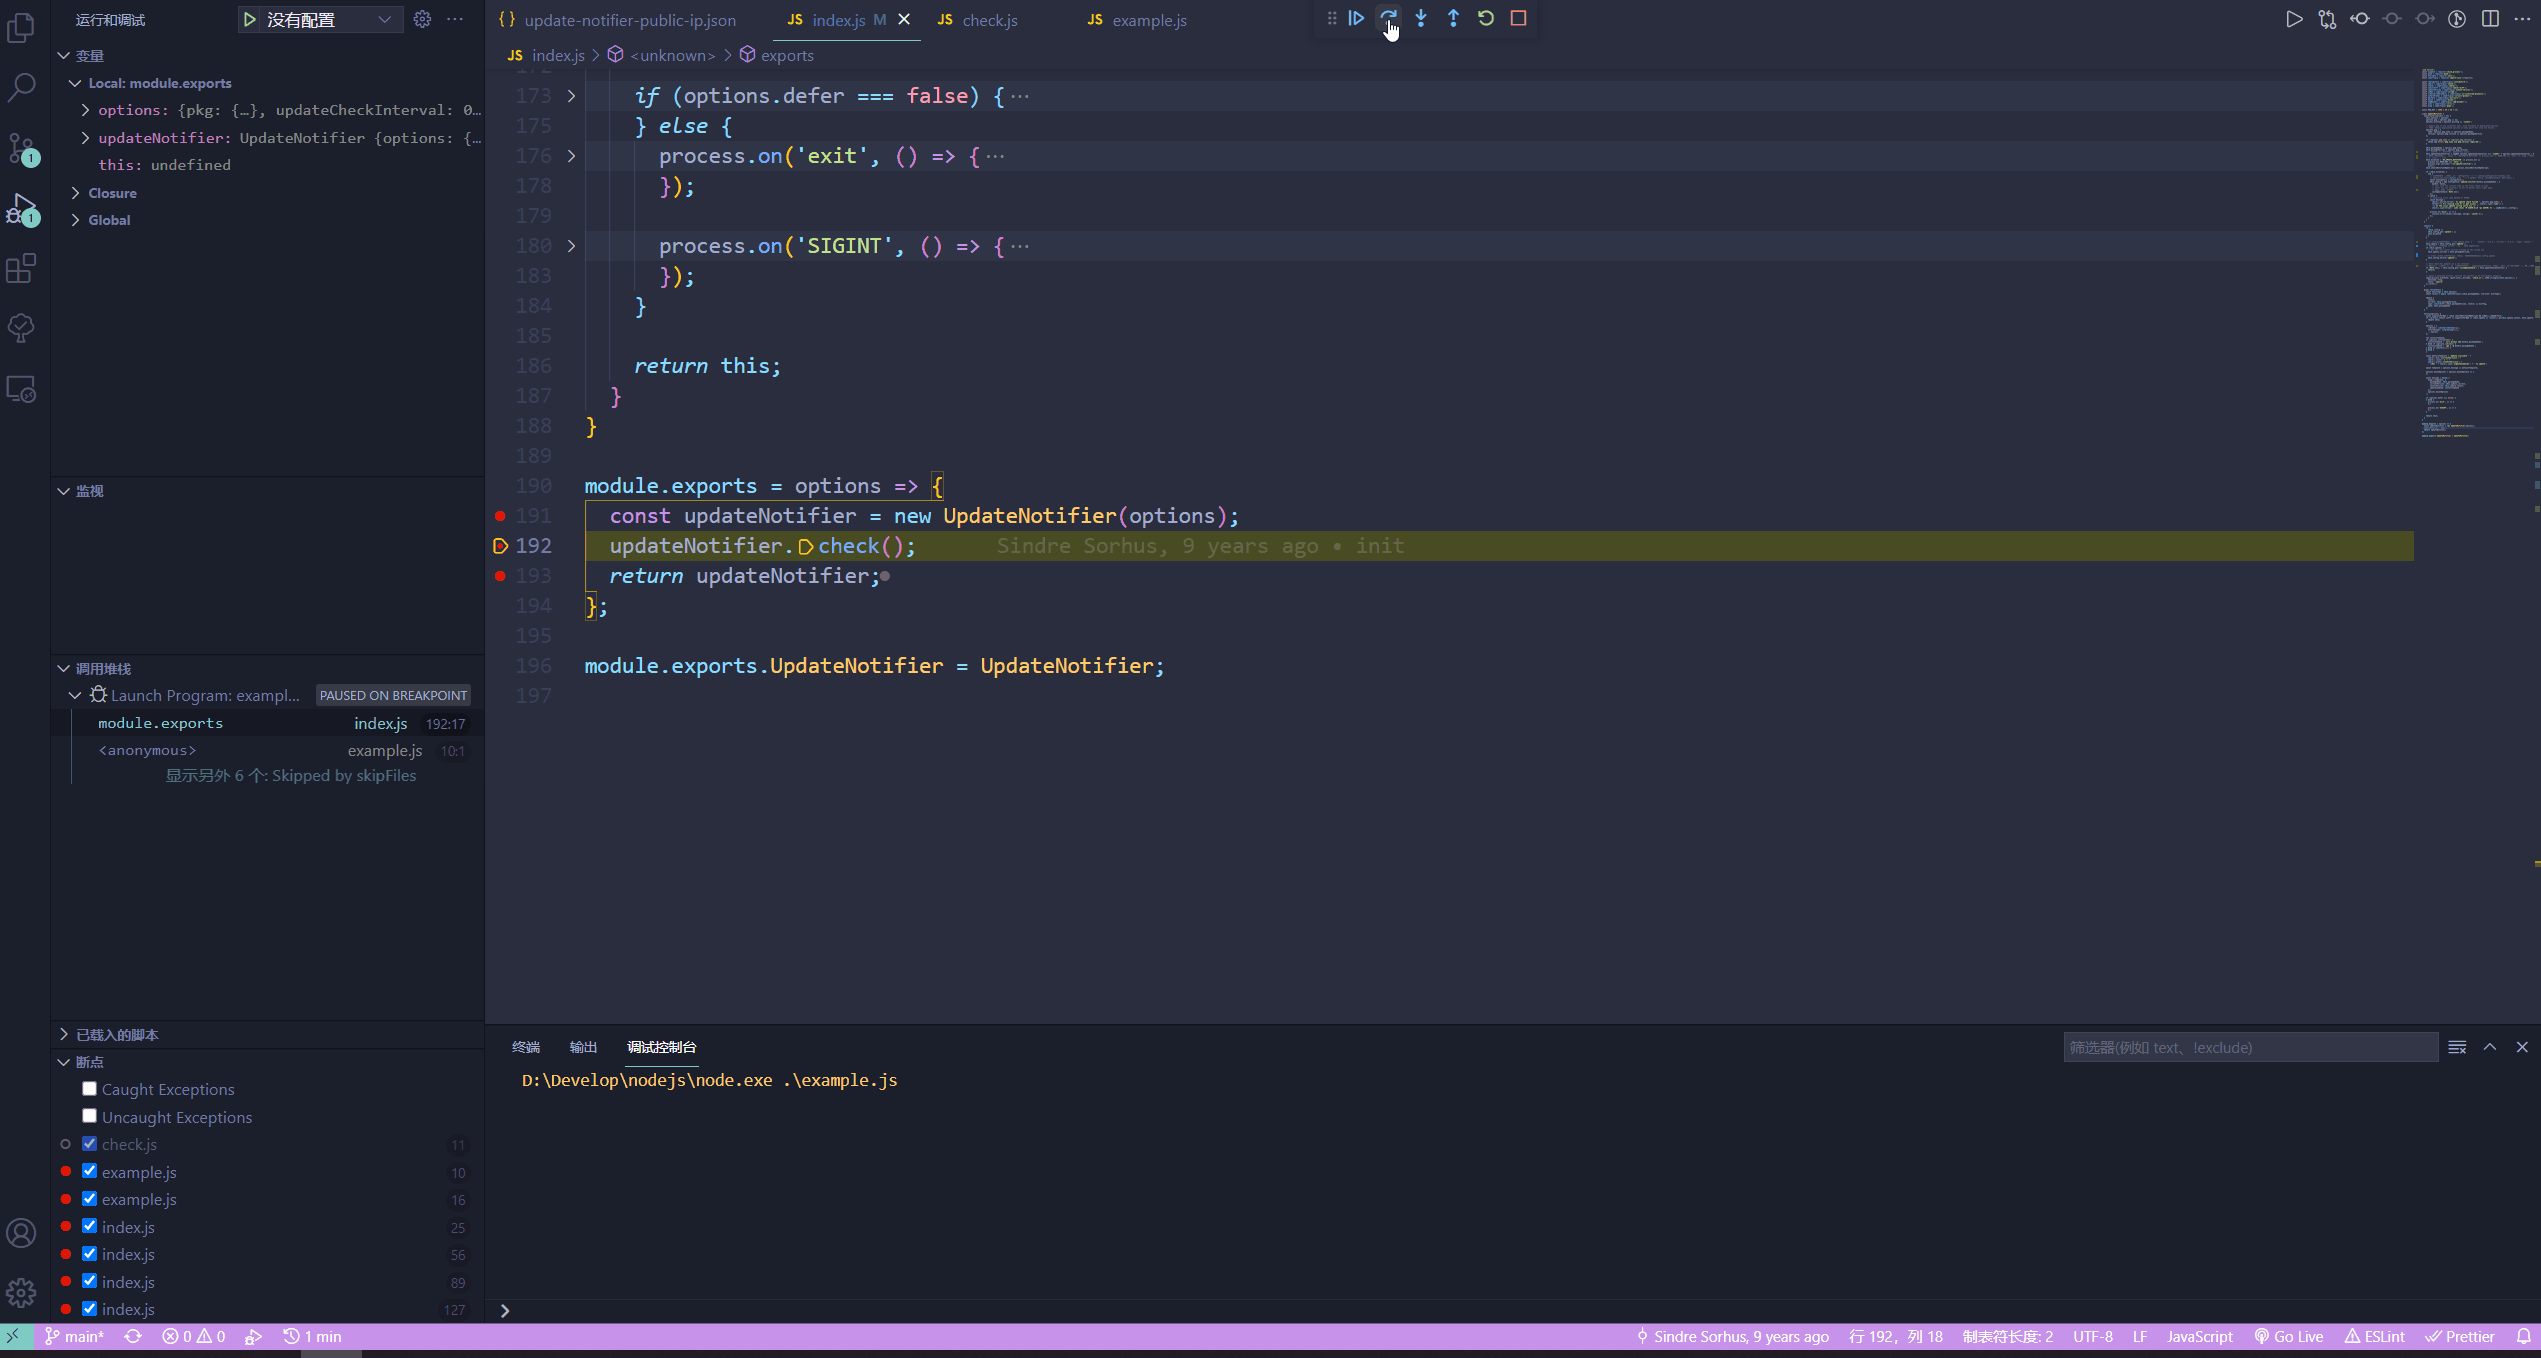 运行和调试
没有配置
变量
Local: module.exports
options: {pkg: {…}, updateCheckInterval: 0…
updateNotifier: UpdateNotifier {options: {…
this: undefined
Closure
Global
监视
调用堆栈
Launch Program: exampl... PAUSED ON BREAKPOINT
module.exports index.js 192:17
<anonymous> example.js 10:1
显示另外 6 个: Skipped by skipFiles
已载入的脚本
断点
Caught Exceptions
Uncaught Exceptions
check.js 11
example.js 10
example.js 16
index.js 25
index.js 56
index.js 89
index.js 127
{} update-notifier-public-ip.json JS index.js M JS check.js JS example.js
JS index.js > <unknown> > exports
173 if (options.defer === false) {···
175 } else {
176 process.on('exit', () => {···
178 });
179
180 process.on('SIGINT', () => {···
183 });
184 }
185
186 return this;
187 }
188 }
189
190 module.exports = options => {
191 const updateNotifier = new UpdateNotifier(options);
192 updateNotifier.check(); Sindre Sorhus, 9 years ago • init
193 return updateNotifier;
194 };
195
196 module.exports.UpdateNotifier = UpdateNotifier;
197
终端 输出 调试控制台 筛选器(例如 text、!exclude)
D:\Develop\nodejs\node.exe .\example.js
main* 0 0 1 min Sindre Sorhus, 9 years ago 行 192，列 18 制表符长度: 2 UTF-8 LF JavaScript Go Live ESLint Prettier